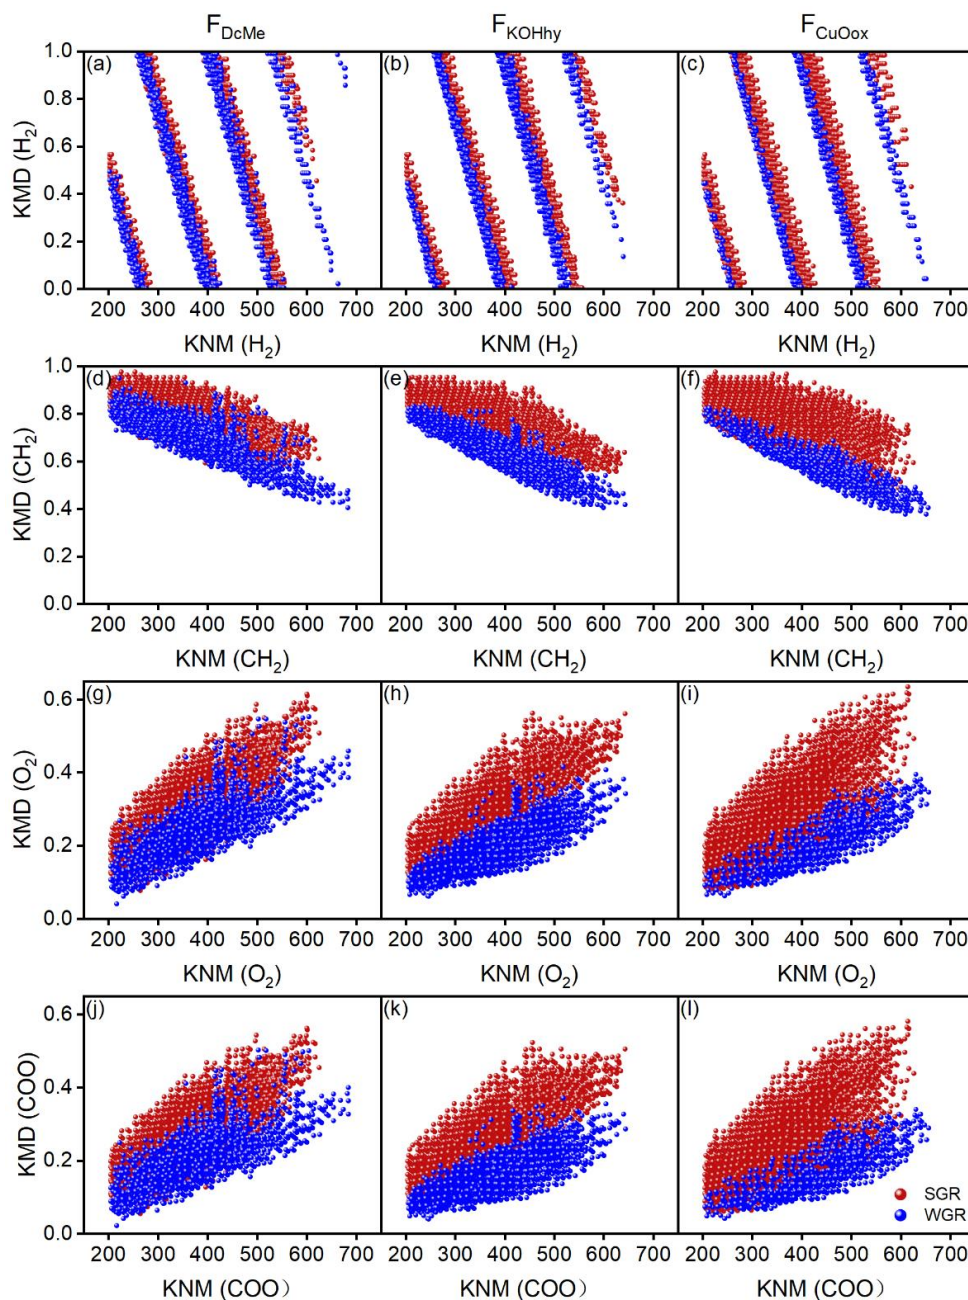 F_DcMe F_KOHhy F_CuOox
(a) (b) (c)
1.0
0.8
0.6
0.4
0.2
0.0
KMD (H₂)
200 300 400 500 600 700 200 300 400 500 600 700 200 300 400 500 600 700
KNM (H₂) KNM (H₂) KNM (H₂)
(d) (e) (f)
1.0
0.8
0.6
0.4
0.2
0.0
KMD (CH₂)
200 300 400 500 600 700 200 300 400 500 600 700 200 300 400 500 600 700
KNM (CH₂) KNM (CH₂) KNM (CH₂)
(g) (h) (i)
0.6
0.4
0.2
0.0
KMD (O₂)
200 300 400 500 600 700 200 300 400 500 600 700 200 300 400 500 600 700
KNM (O₂) KNM (O₂) KNM (O₂)
(j) (k) (l)
0.6
0.4
0.2
0.0
KMD (COO)
SGR
WGR
200 300 400 500 600 700 200 300 400 500 600 700 200 300 400 500 600 700
KNM (COO） KNM (COO） KNM (COO）